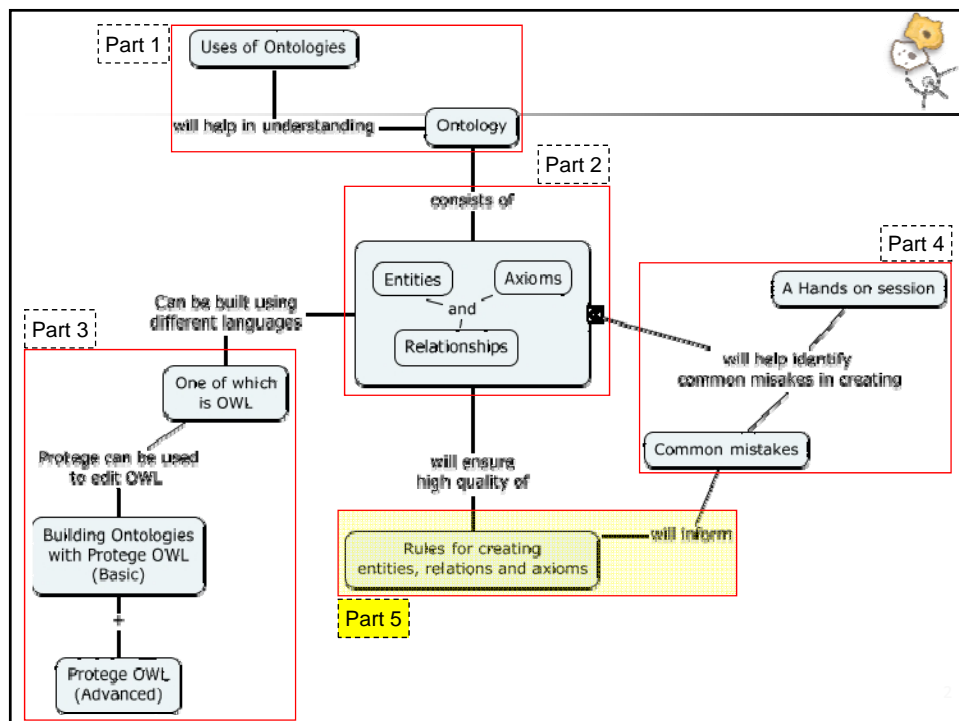 Part 1
Uses of Ontologies
will help in understanding
Ontology
Part 2
consists of
Entities
Axioms
and
Relationships
Part 4
A Hands on session
will help identify
common misakes in creating
Common mistakes
Can be built using
different languages
Part 3
One of which
is OWL
Protege can be used
to edit OWL
Building Ontologies
with Protege OWL
(Basic)
+
Protege OWL
(Advanced)
will ensure
high quality of
will inform
Rules for creating
entities, relations and axioms
Part 5
2